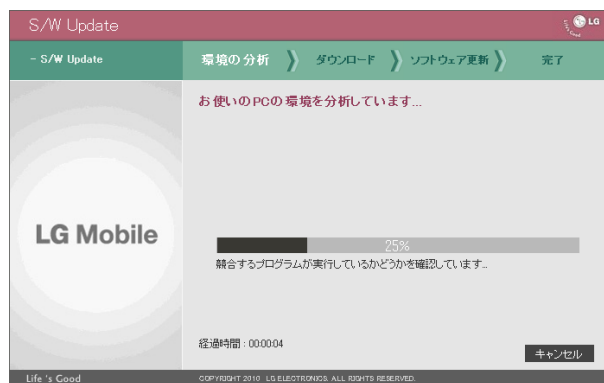 S/W Update
LG
Life's Good
- S/W Update
環境の分析 》 ダウンロード 》 ソフトウェア更新 》 完了
お使いのPCの環境を分析しています...
LG Mobile
25%
競合するプログラムが実行しているかどうかを確認しています...
経過時間 : 00:00:04
キャンセル
Life 's Good
COPYRIGHT 2010 LG ELECTRONICS. ALL RIGHTS RESERVED.